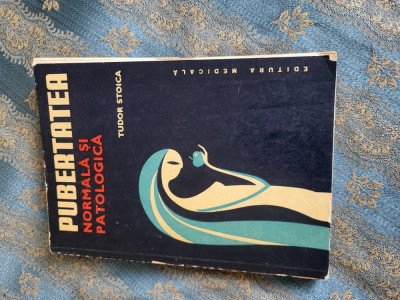 PUBERTATEA
NORMALĂ ȘI
PATOLOGICĂ
TUDOR STOICA
EDITURA MEDICALĂ